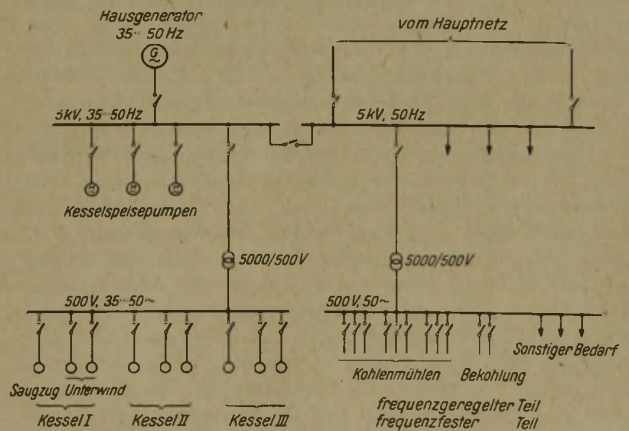 Hausgenerator
35-50 Hz
G
vom Hauptnetz
5kV, 35-50Hz
5kV, 50Hz
Kesselspeisepumpen
5000/500V
5000/500V
500V, 35-50~
500V, 50~
Saugzug Unterwind
Kohlenmühlen
Bekohlung
Sonstiger Bedarf
Kessel I
Kessel II
Kessel III
frequenzgeregelter Teil
frequenzfester Teil